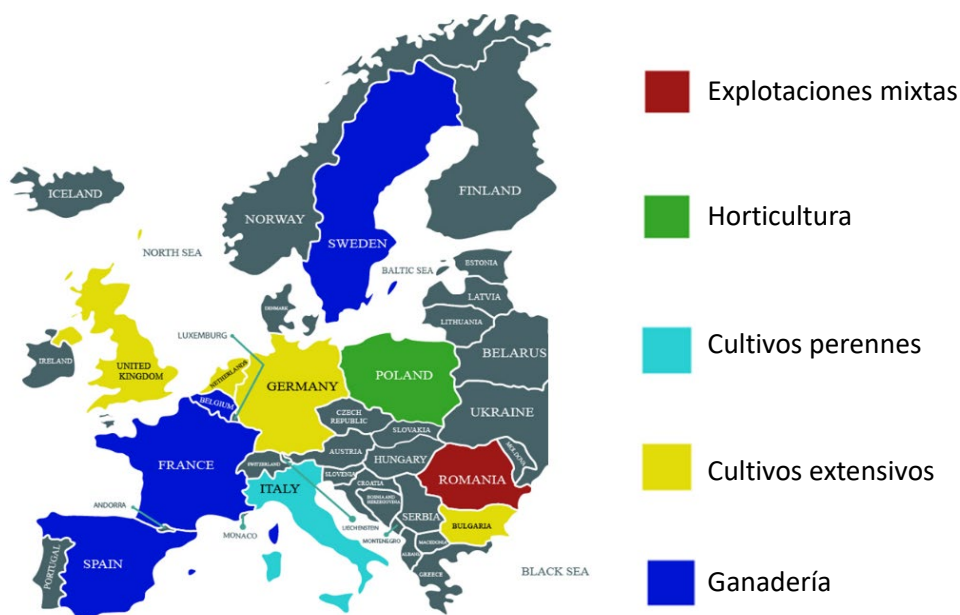 ICELAND
NORWAY
SWEDEN
FINLAND
NORTH SEA
BALTIC SEA
ESTONIA
LATVIA
LITHUANIA
DENMARK
LUXEMBURG
IRELAND
UNITED
KINGDOM
NETHERLANDS
BELGIUM
GERMANY
POLAND
BELARUS
UKRAINE
CZECH
REPUBLIC
SLOVAKIA
MOLDOVA
FRANCE
SWITZERLAND
AUSTRIA
HUNGARY
ROMANIA
SLOVENIA
CROATIA
ITALY
BOSNIA AND
HERZEGOVINA
SERBIA
BULGARIA
ANDORRA
MONACO
LIECHENSTEIN
MONTENEGRO
MACEDONIA
ALBANIA
GREECE
PORTUGAL
SPAIN
BLACK SEA
Explotaciones mixtas
Horticultura
Cultivos perennes
Cultivos extensivos
Ganadería